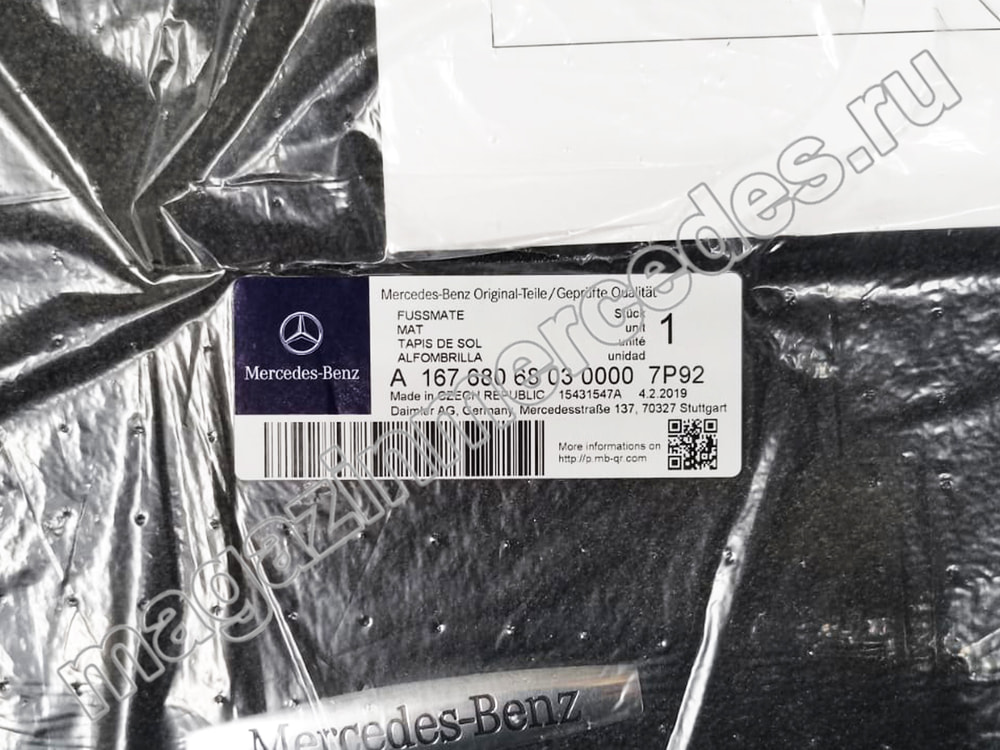 Mercedes-Benz Original-Teile/Geprüfte Qualität
FUSSMATE Stück
MAT unit 1
TAPIS DE SOL unité
ALFOMBRILLA unidad
Mercedes-Benz
A 167 680 68 03 0000 7P92
Made in CZECH REPUBLIC 15431547A 4.2.2019
Daimler AG, Germany, Mercedesstraße 137, 70327 Stuttgart
More informations on
http://p.mb-qr.com
magazinmercedes.ru
Mercedes-Benz